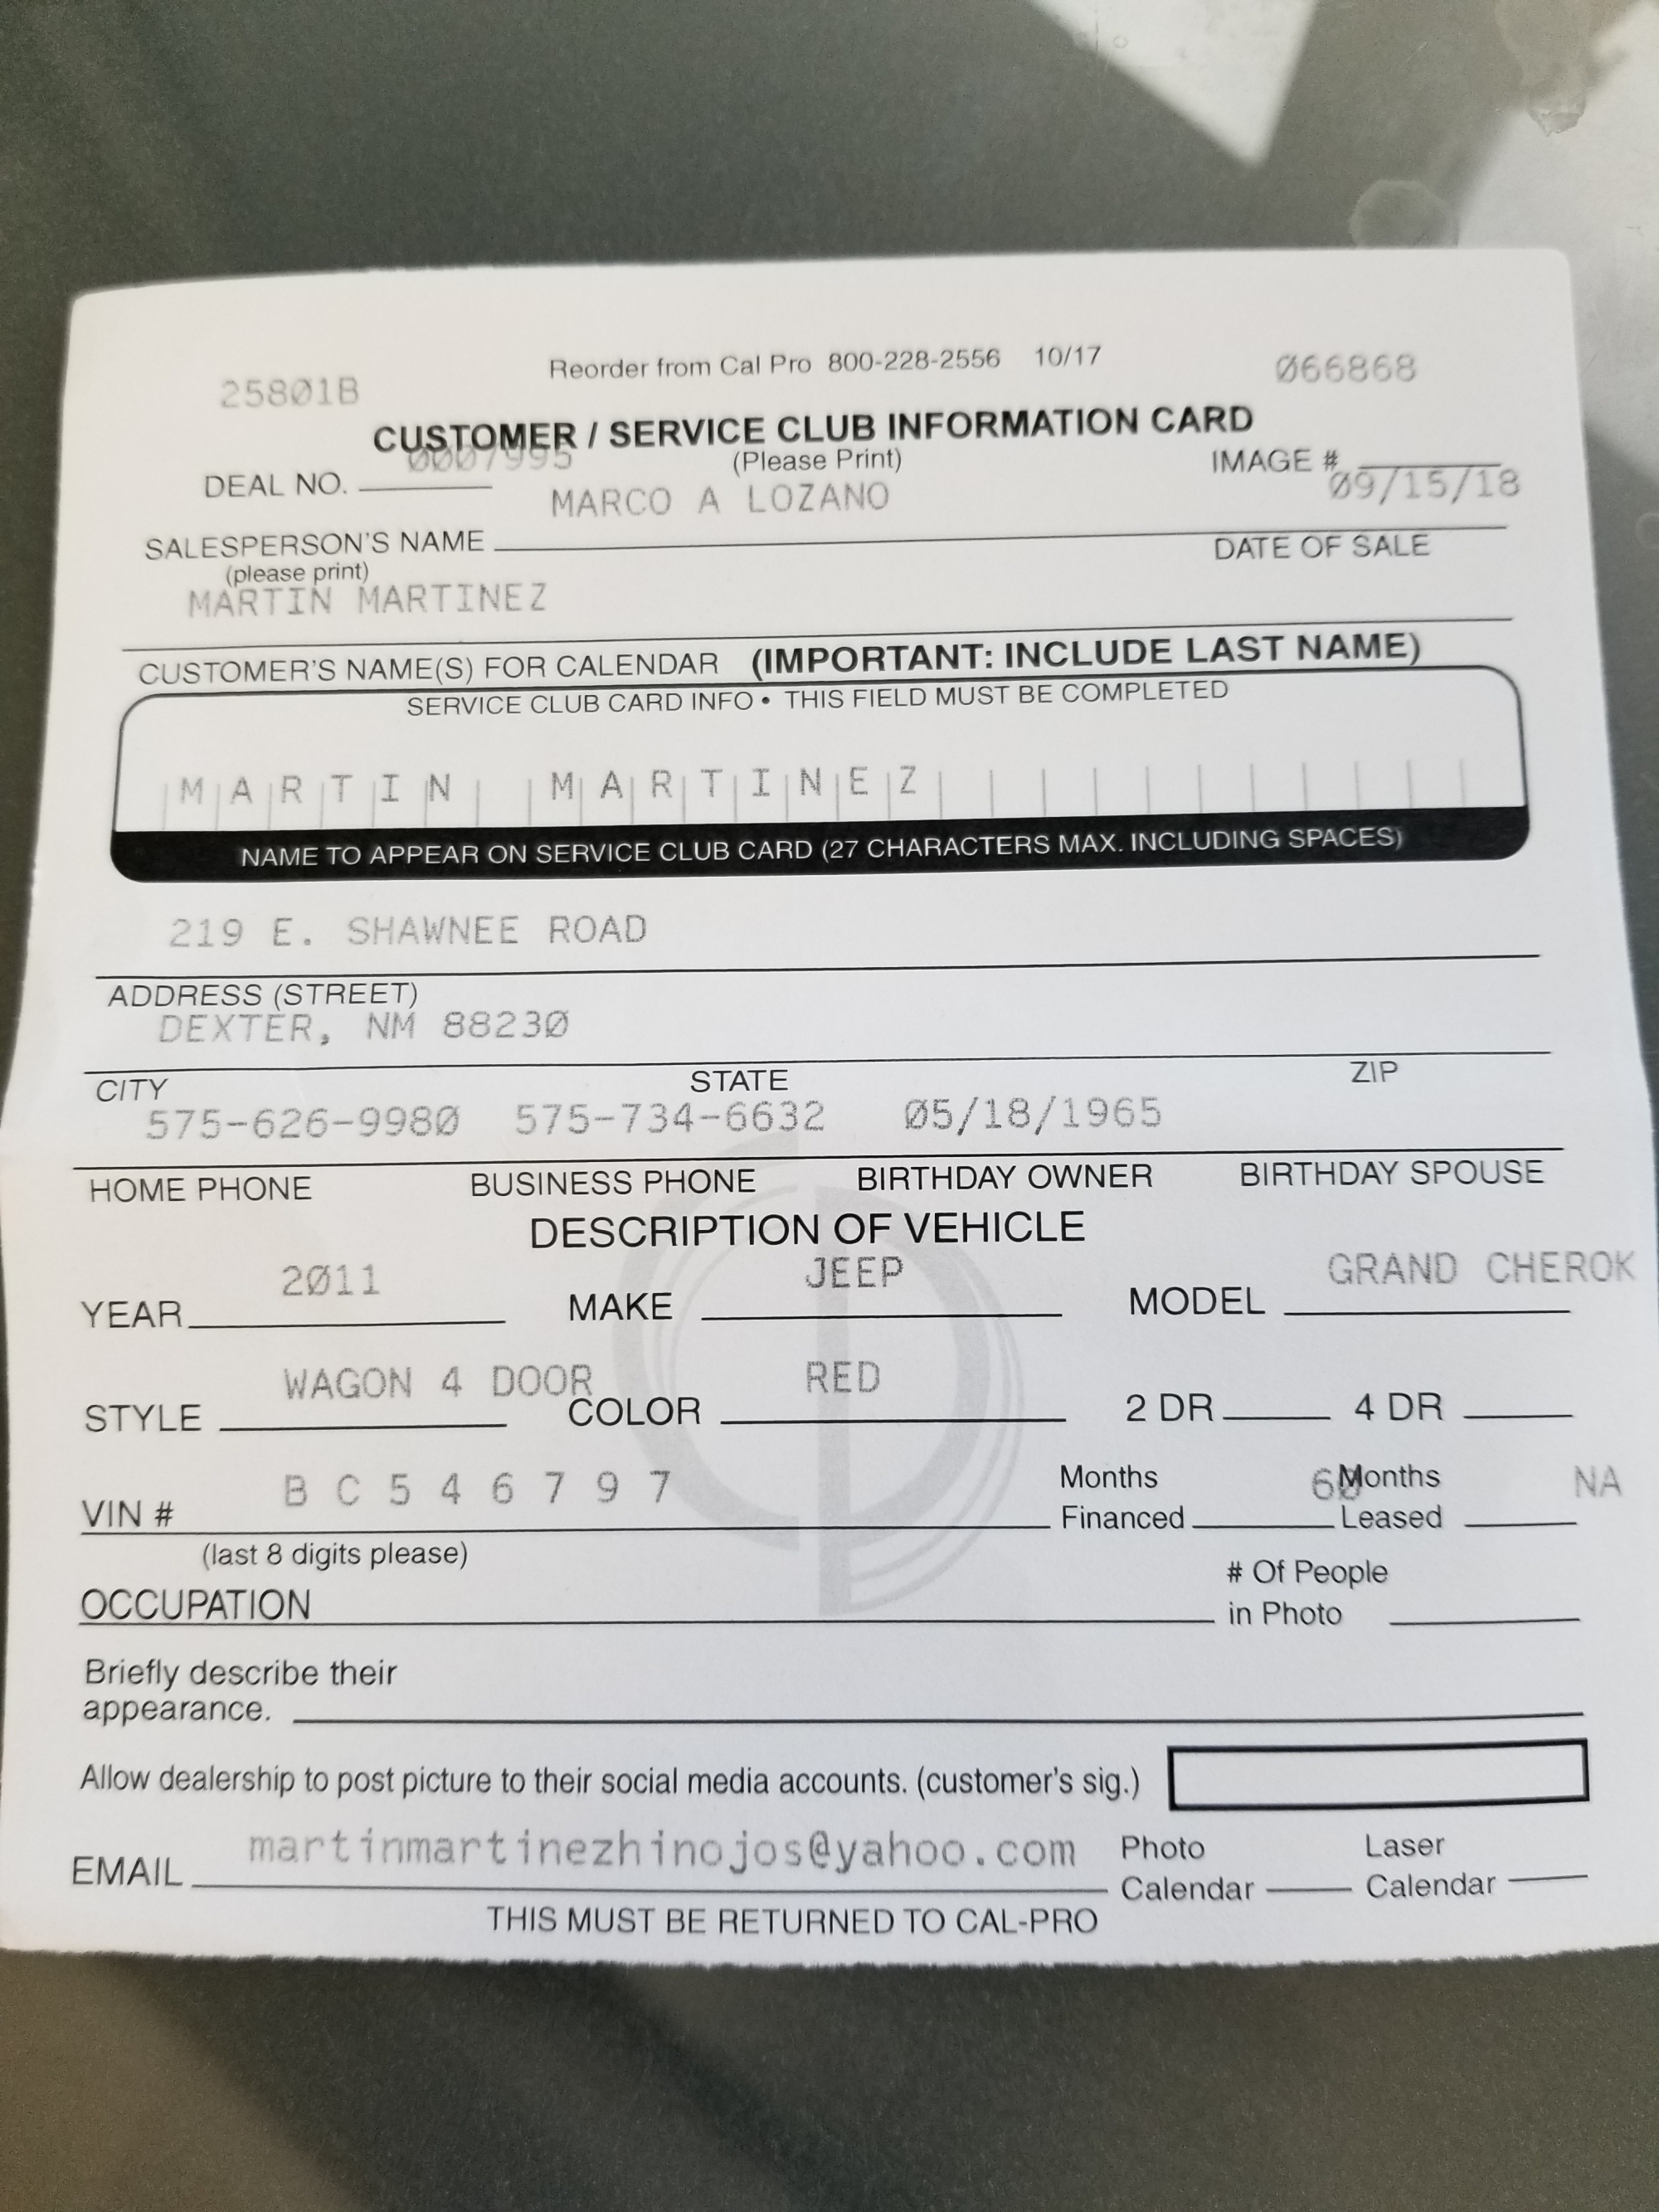 Reorder from Cal Pro 800-228-2556 10/17
25801B 066868
CUSTOMER / SERVICE CLUB INFORMATION CARD
0007995 (Please Print) IMAGE #
DEAL NO. 09/15/18
MARCO A LOZANO
SALESPERSON'S NAME DATE OF SALE
(please print)
MARTIN MARTINEZ
CUSTOMER'S NAME(S) FOR CALENDAR (IMPORTANT: INCLUDE LAST NAME)
SERVICE CLUB CARD INFO • THIS FIELD MUST BE COMPLETED
MARTIN MARTINEZ
NAME TO APPEAR ON SERVICE CLUB CARD (27 CHARACTERS MAX. INCLUDING SPACES)
219 E. SHAWNEE ROAD
ADDRESS (STREET)
DEXTER, NM 88230
CITY STATE ZIP
575-626-9980 575-734-6632 05/18/1965
HOME PHONE BUSINESS PHONE BIRTHDAY OWNER BIRTHDAY SPOUSE
DESCRIPTION OF VEHICLE
2011 JEEP GRAND CHEROK
YEAR MAKE MODEL
WAGON 4 DOOR RED
STYLE COLOR 2 DR 4 DR
BC546797 Months 60 Months NA
VIN # Financed Leased
(last 8 digits please) # Of People
OCCUPATION in Photo
Briefly describe their
appearance.
Allow dealership to post picture to their social media accounts. (customer's sig.)
martinmartinezhinojos@yahoo.com Photo Laser
EMAIL Calendar Calendar
THIS MUST BE RETURNED TO CAL-PRO